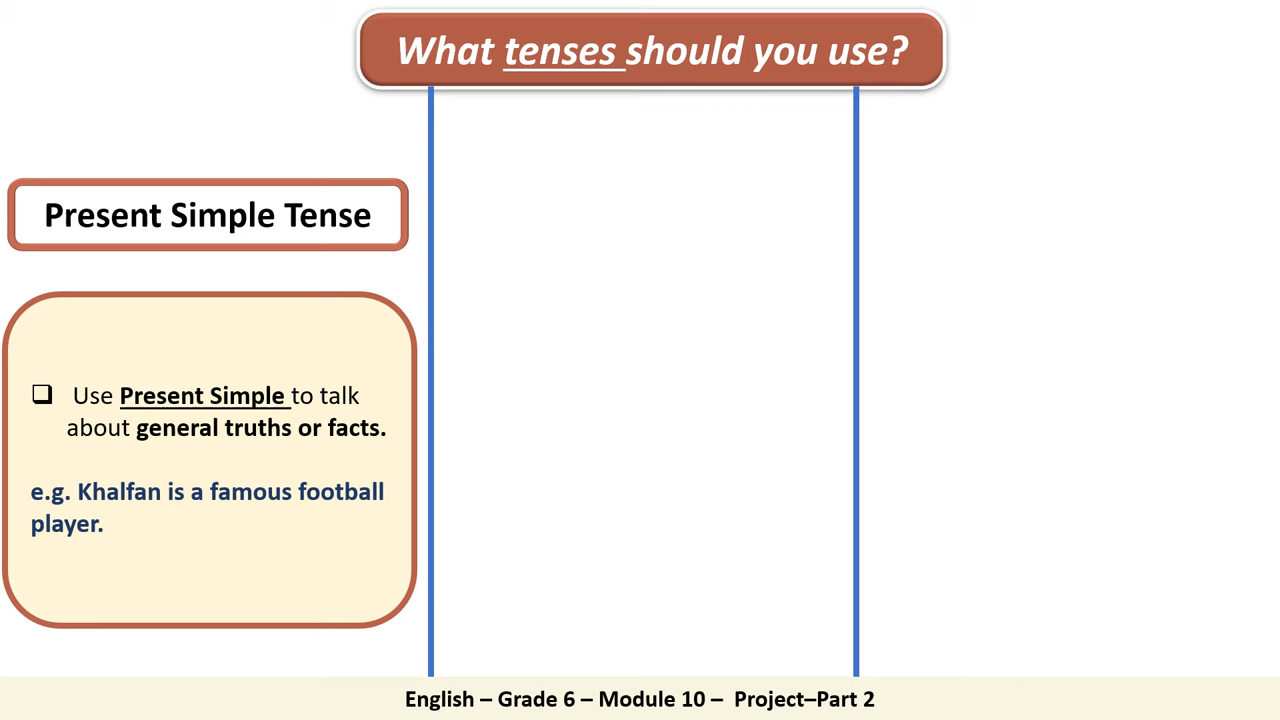 What tenses should you use?
Present Simple Tense
❑ Use Present Simple to talk
about general truths or facts.
e.g. Khalfan is a famous football
player.
English – Grade 6 – Module 10 – Project–Part 2